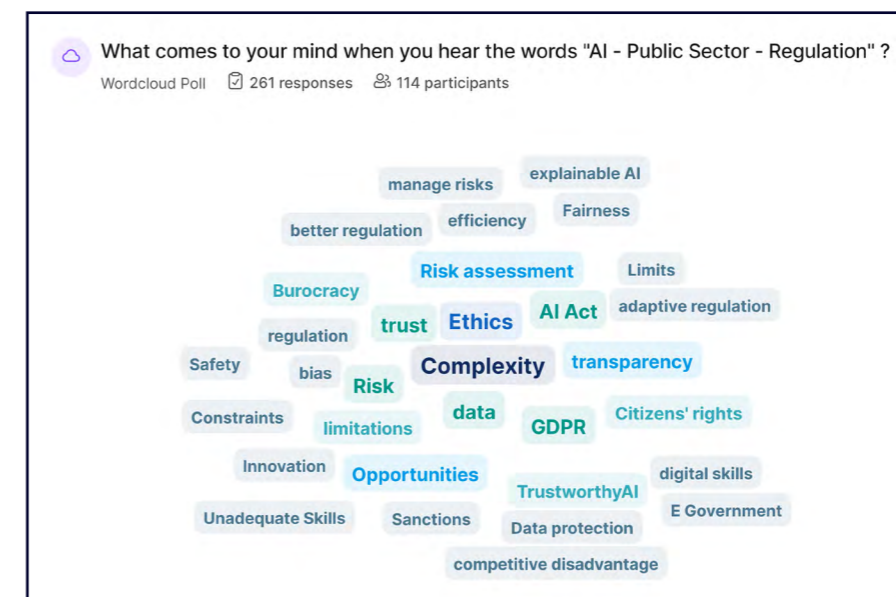 What comes to your mind when you hear the words "AI - Public Sector - Regulation" ?
Wordcloud Poll 261 responses 114 participants
explainable AI
manage risks
Fairness
efficiency
better regulation
Risk assessment
Limits
Burocracy
adaptive regulation
AI Act
Ethics
trust
regulation
Safety
Complexity
transparency
bias
Risk
data
Citizens' rights
Constraints
limitations
GDPR
Innovation
Opportunities
digital skills
TrustworthyAI
E Government
Unadequate Skills
Sanctions
Data protection
competitive disadvantage